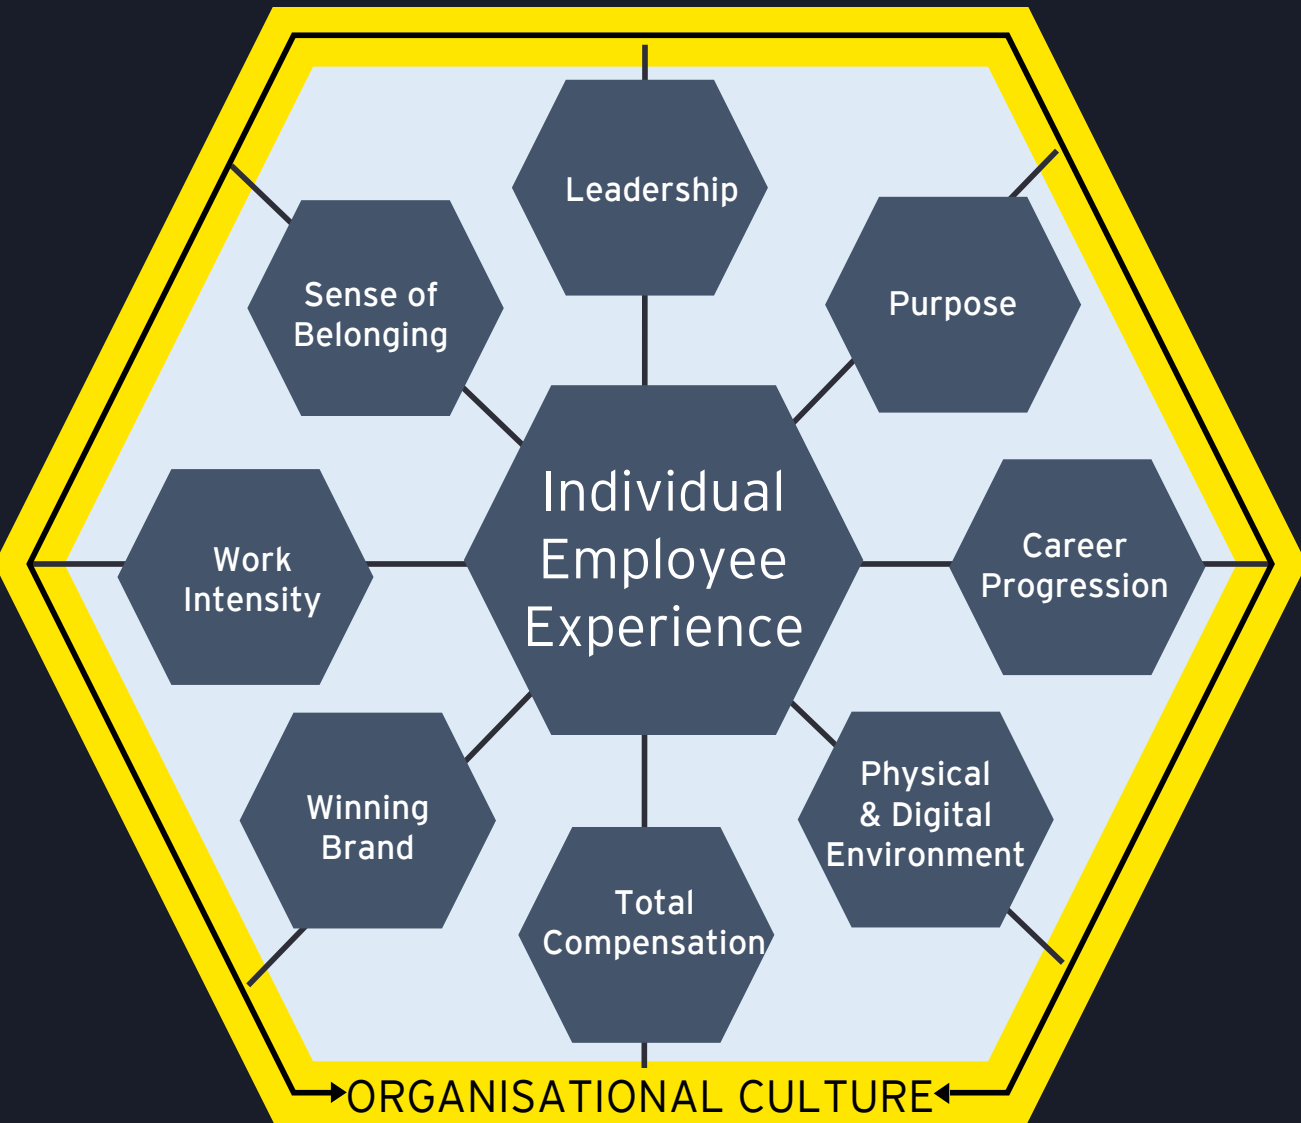 Leadership
Sense of
Belonging
Purpose
Individual
Employee
Experience
Work
Intensity
Career
Progression
Winning
Brand
Physical
& Digital
Environment
Total
Compensation
ORGANISATIONAL CULTURE